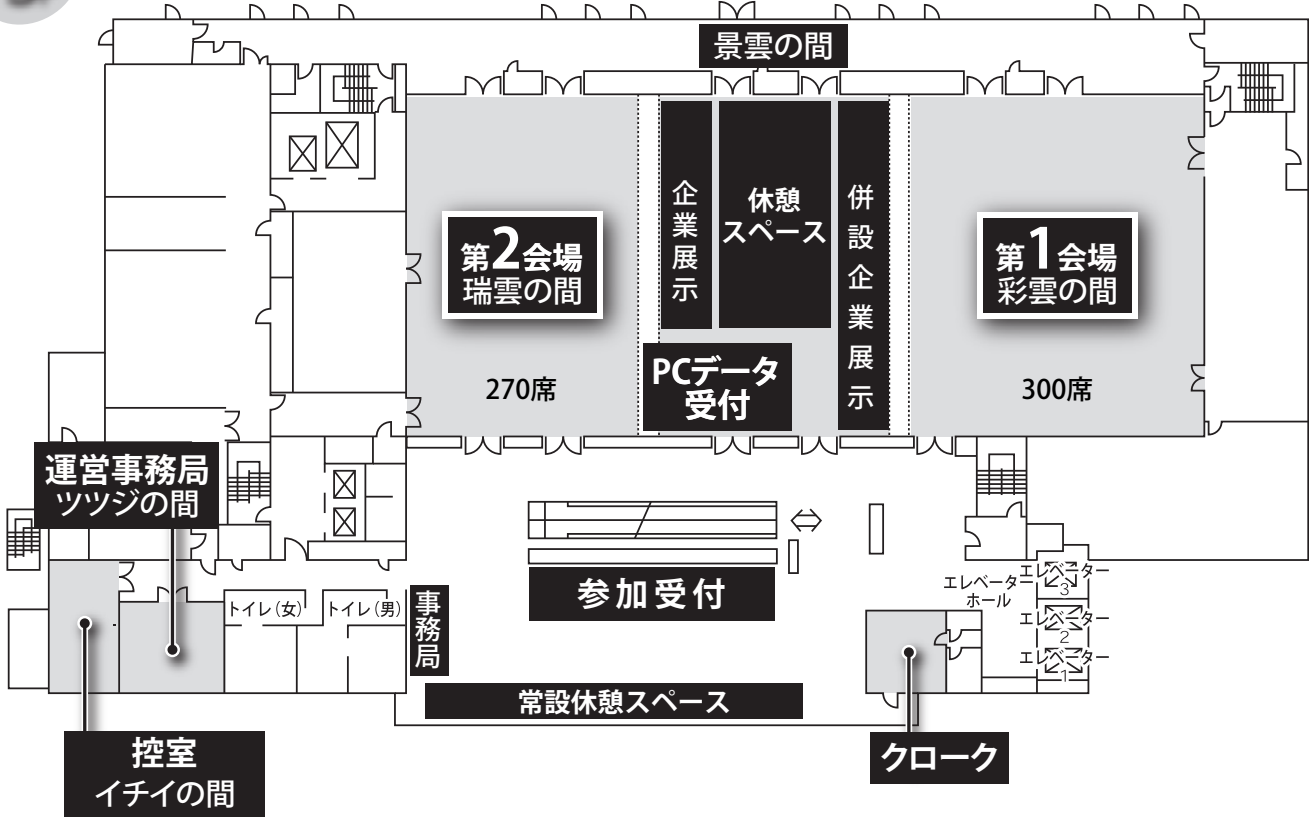 景雲の間
企業展示
休憩
スペース
併設企業展示
第2会場
瑞雲の間
第1会場
彩雲の間
270席
PCデータ
受付
300席
運営事務局
ツツジの間
トイレ(女)
トイレ(男)
事務局
参加受付
エレベーター
ホール
エレベーター
3
エレベーター
2
エレベーター
1
常設休憩スペース
控室
イチイの間
クローク